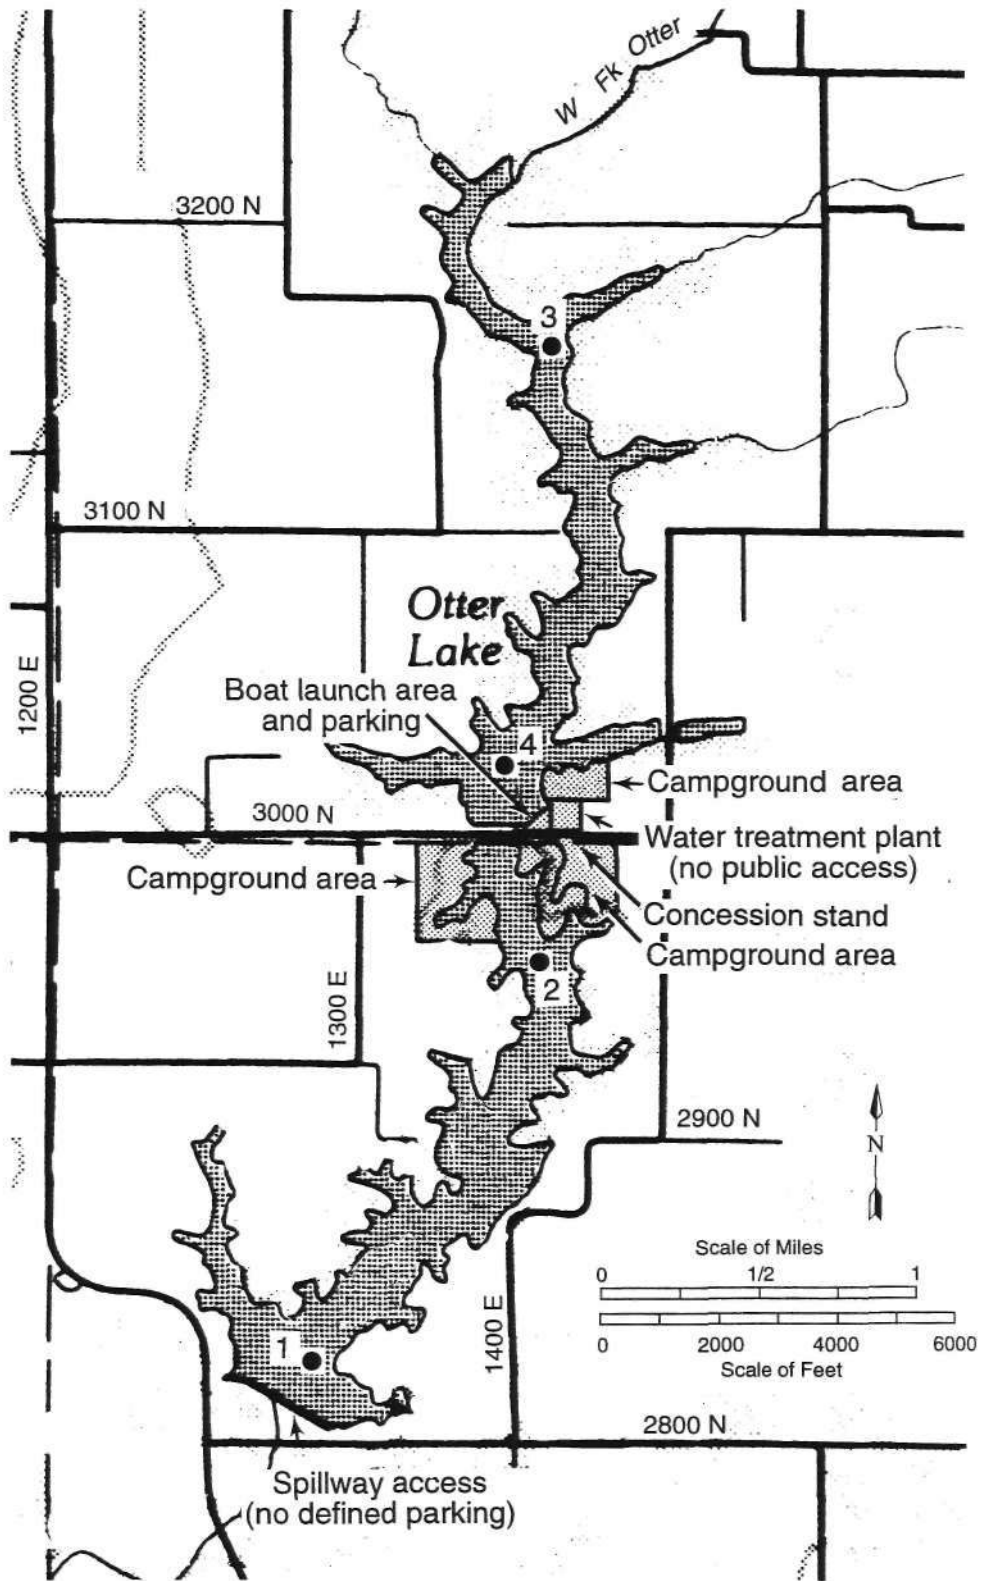 W Fk Otter
3200 N
3
3100 N
Otter
Lake
1200 E
Boat launch area
and parking
4
Campground area
3000 N
Water treatment plant
(no public access)
Campground area
Concession stand
Campground area
2
1300 E
2900 N
N
Scale of Miles
0 1/2 1
0 2000 4000 6000
Scale of Feet
1
1400 E
2800 N
Spillway access
(no defined parking)